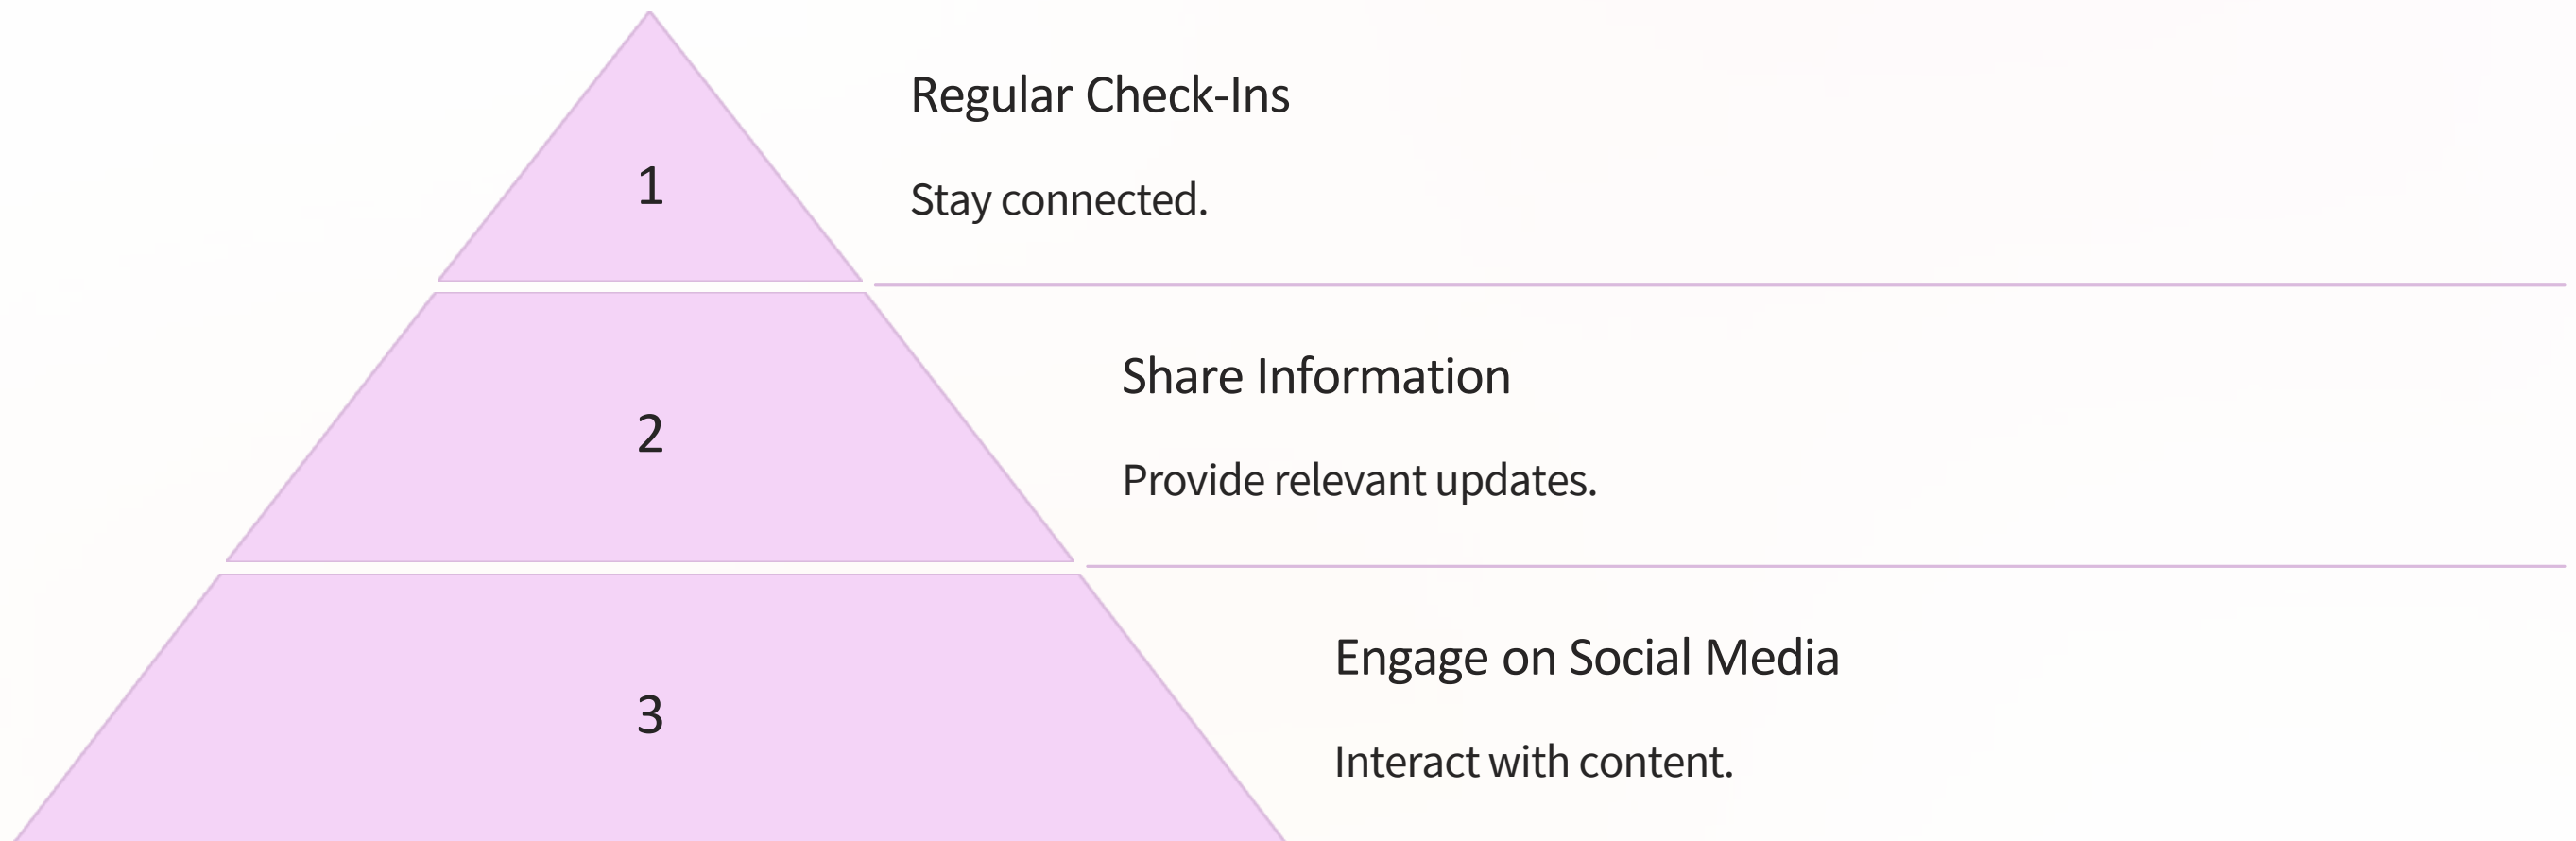 1
Regular Check-Ins
Stay connected.
2
Share Information
Provide relevant updates.
3
Engage on Social Media
Interact with content.